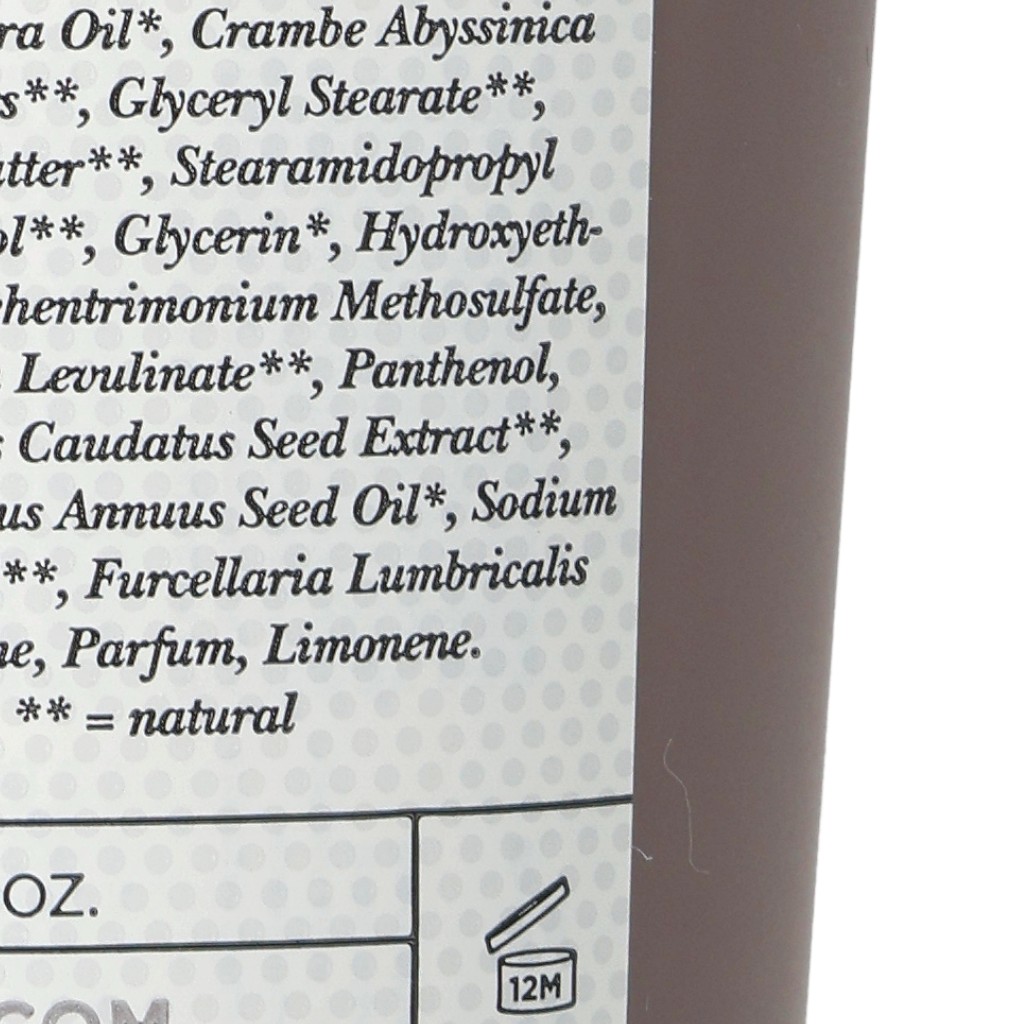 ra Oil*, Crambe Abyssinica
s**, Glyceryl Stearate**,
utter**, Stearamidopropyl
ol**, Glycerin*, Hydroxyeth-
hentrimonium Methosulfate,
Levulinate**, Panthenol,
s Caudatus Seed Extract**,
us Annuus Seed Oil*, Sodium
**, Furcellaria Lumbricalis
ne, Parfum, Limonene.
** = natural
OZ.
COM
12M